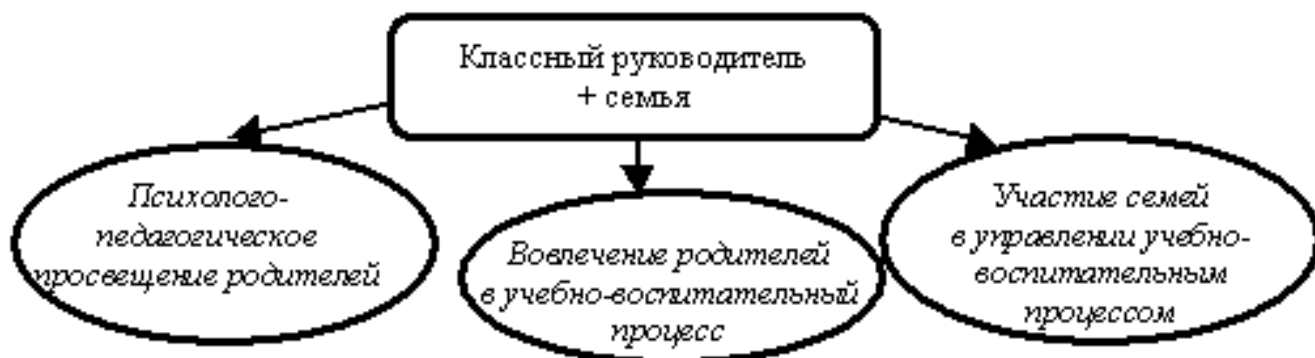 Классный руководитель
+ семья
Психолого-
педагогическое
просвещение родителей
Вовлечение родителей
в учебно-воспитательный
процесс
Участие семей
в управлении учебно-
воспитательным
процессом